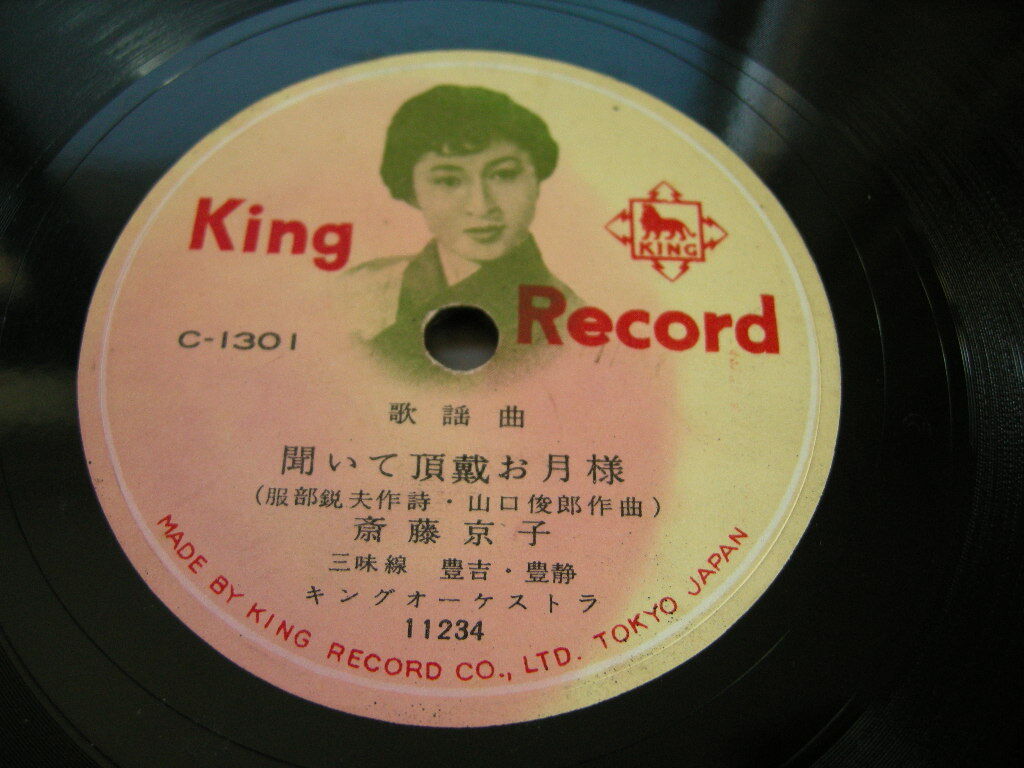 King
KING
Record
C-1301
歌謡曲
聞いて頂戴お月様
(服部鋭夫作詩・山口俊郎作曲)
斎藤京子
三味線 豊吉・豊静
キングオーケストラ
11234
MADE BY KING RECORD CO., LTD. TOKYO JAPAN